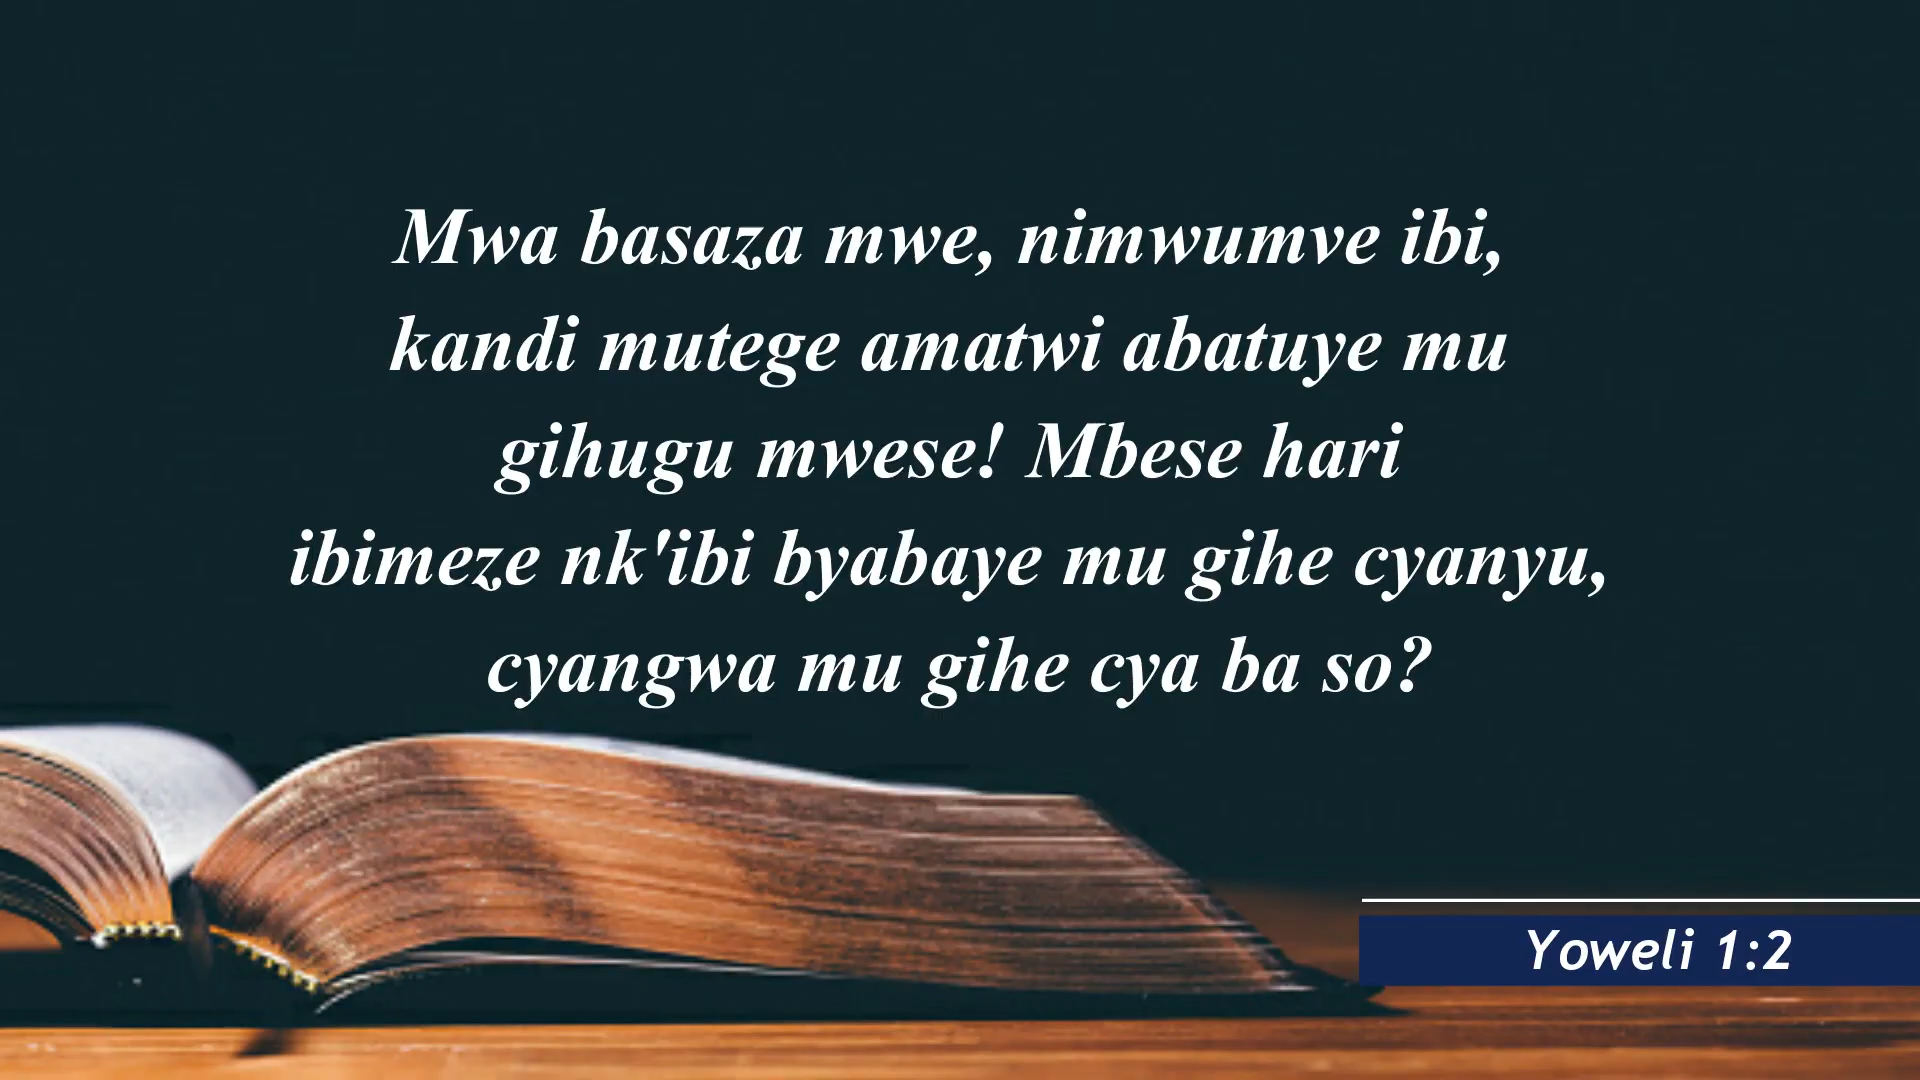 Mwa basaza mwe, nimwumve ibi,
kandi mutege amatwi abatuye mu
gihugu mwese! Mbese hari
ibimeze nk'ibi byabaye mu gihe cyanyu,
cyangwa mu gihe cya ba so?
Yoweli 1:2